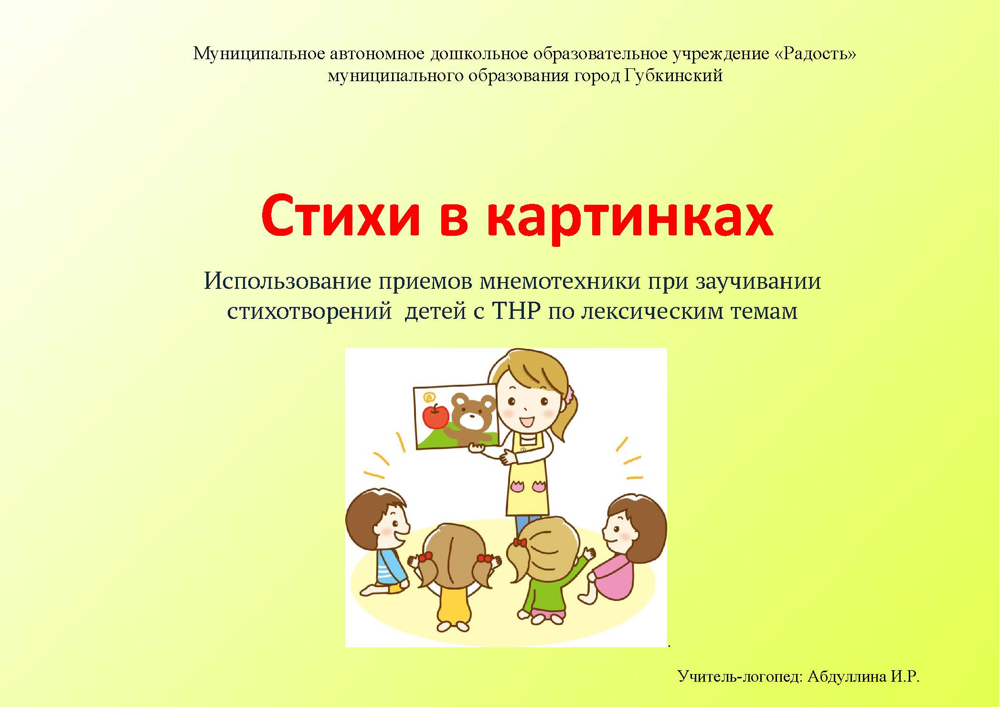 Муниципальное автономное дошкольное образовательное учреждение «Радость»
муниципального образования город Губкинский
Стихи в картинках
Использование приемов мнемотехники при заучивании
стихотворений  детей с ТНР по лексическим темам
.
Учитель-логопед: Абдуллина И.Р.